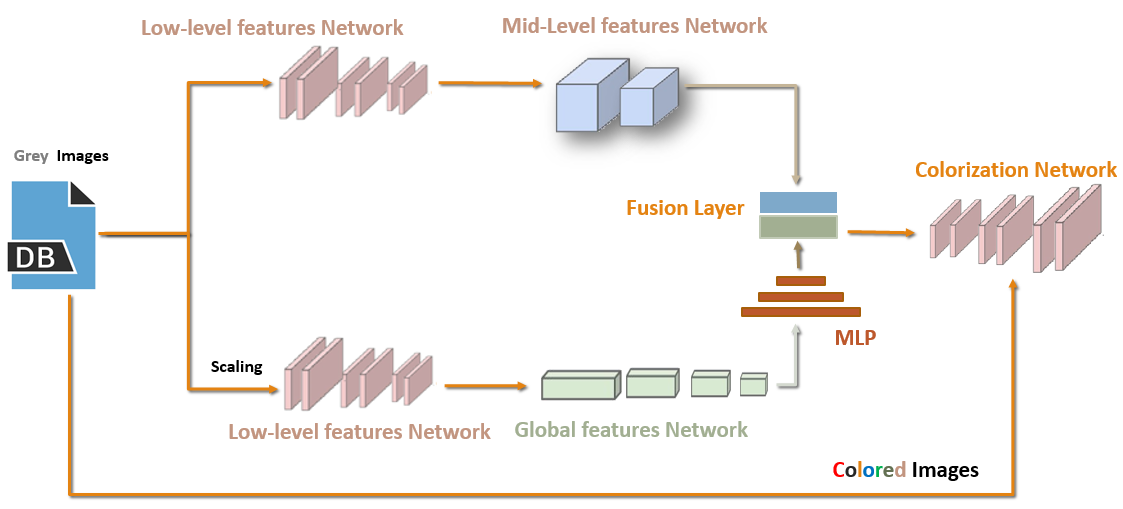 Low-level features Network
Mid-Level features Network
Grey Images
DB
Colorization Network
Fusion Layer
MLP
Scaling
Low-level features Network
Global features Network
Colored Images